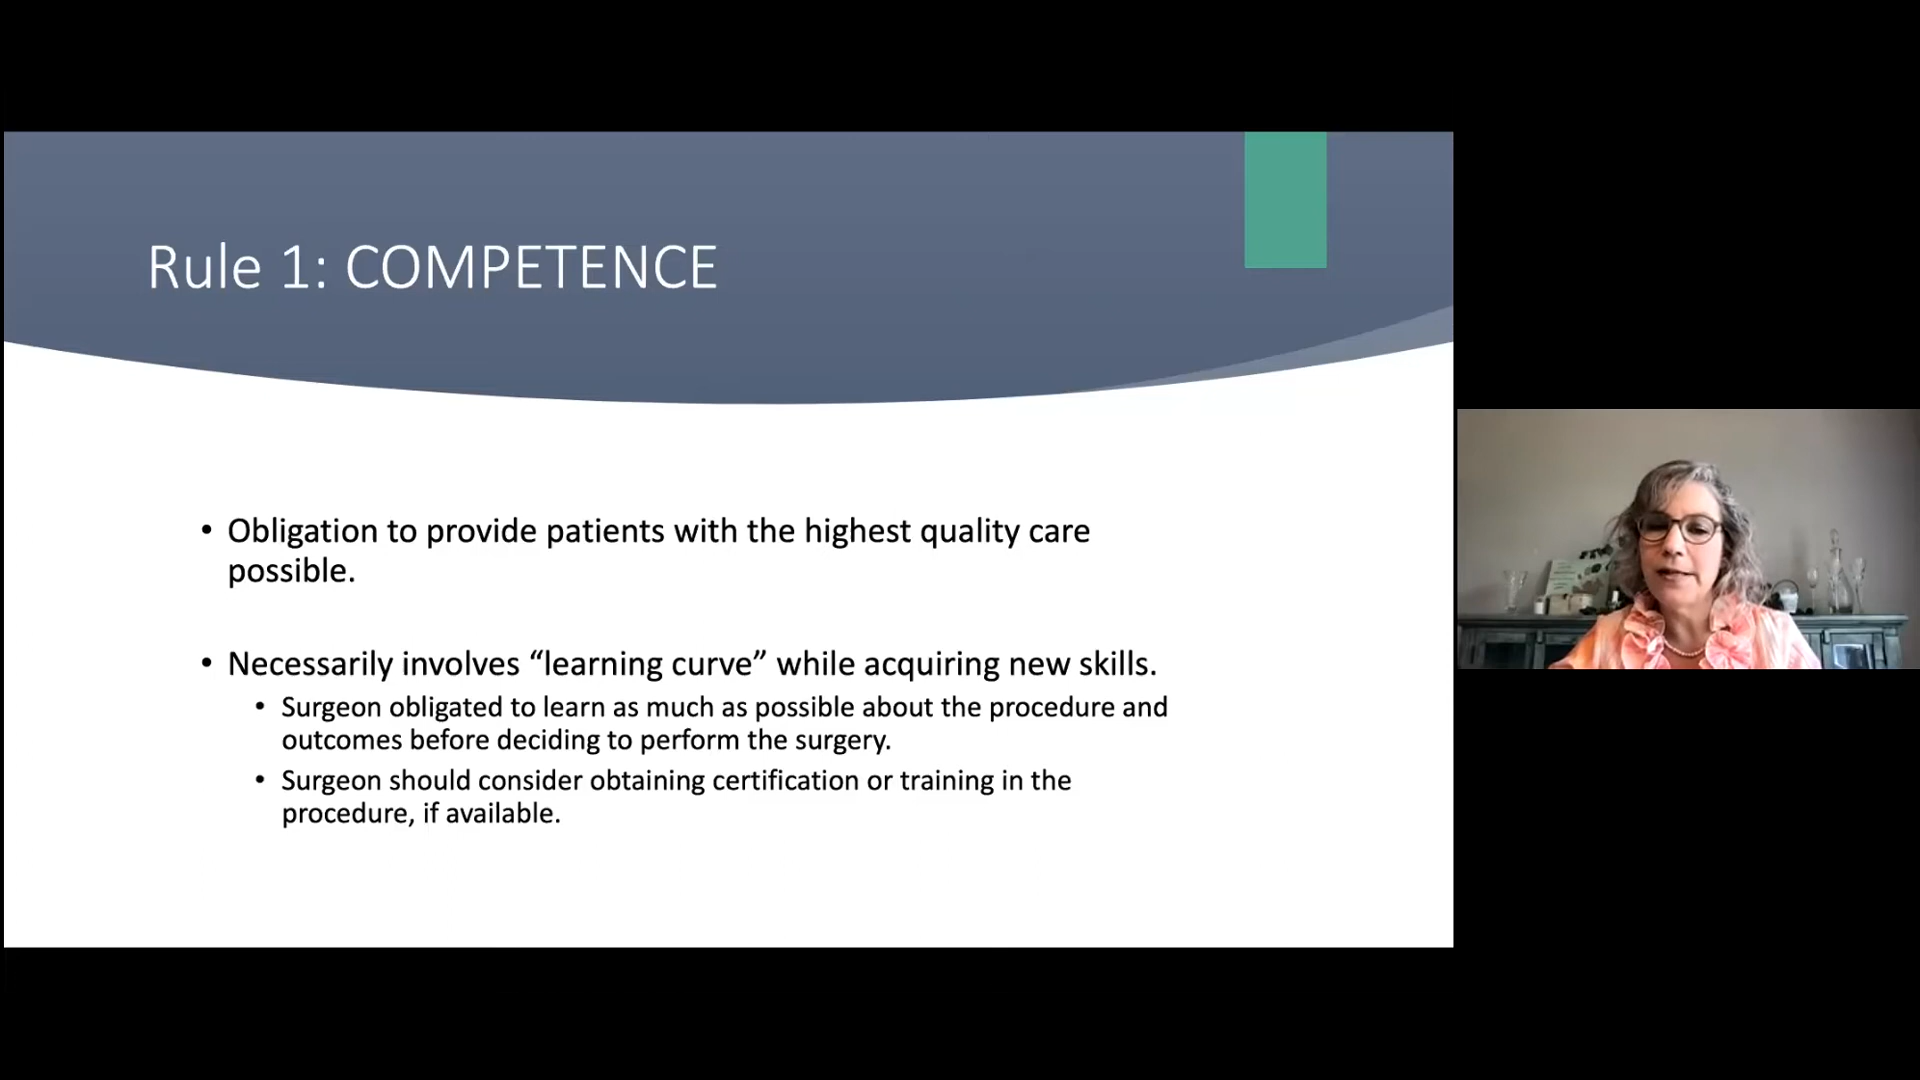 Rule 1: COMPETENCE
• Obligation to provide patients with the highest quality care
possible.
• Necessarily involves “learning curve” while acquiring new skills.
• Surgeon obligated to learn as much as possible about the procedure and
outcomes before deciding to perform the surgery.
• Surgeon should consider obtaining certification or training in the
procedure, if available.